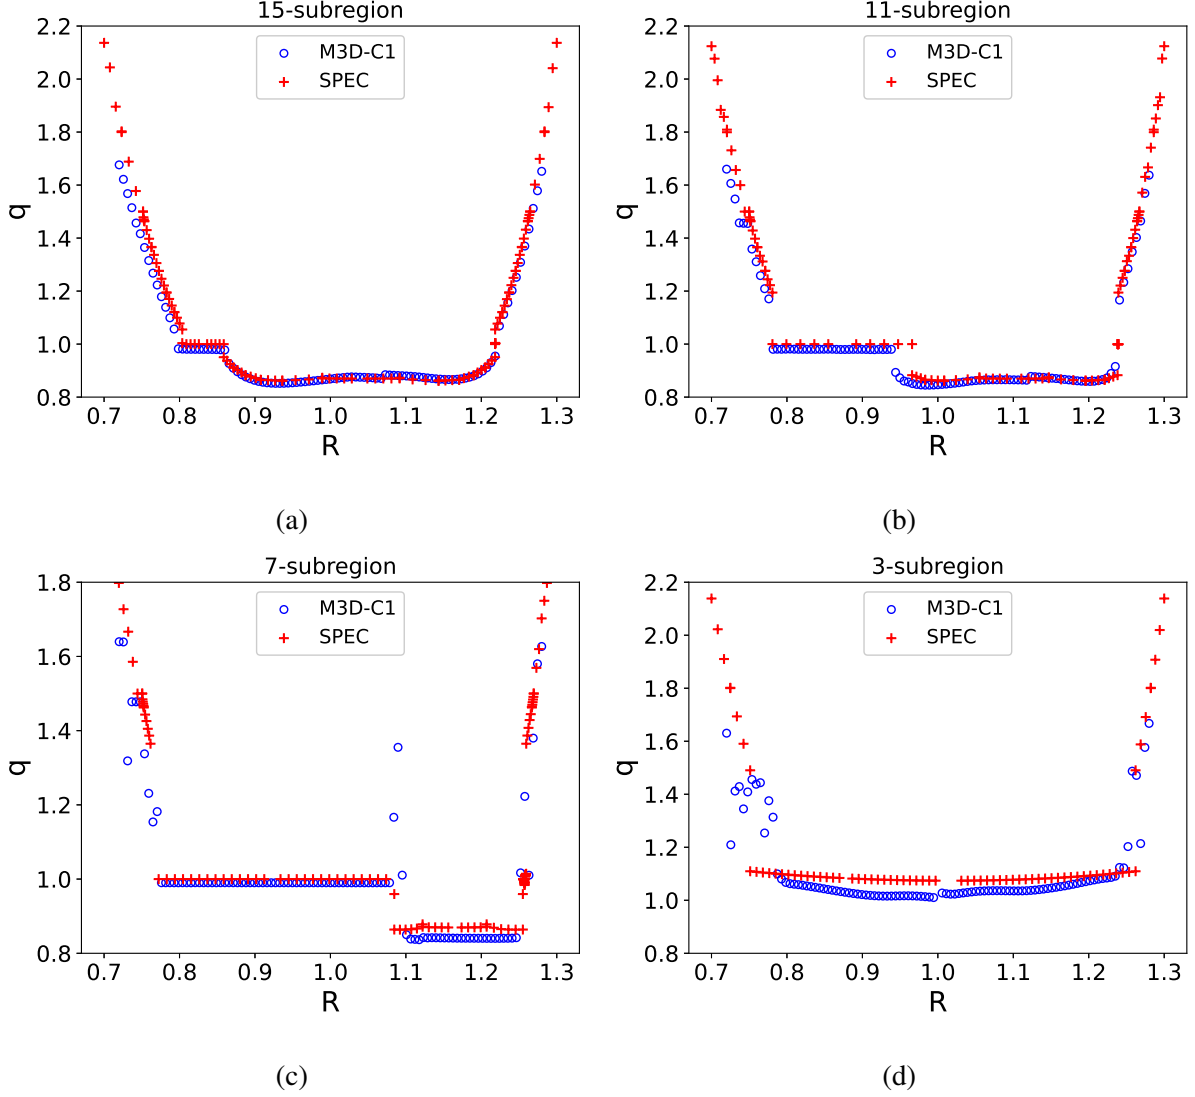 15-subregion
2.2
2.0
1.8
1.6
1.4
1.2
1.0
0.8
q
M3D-C1
SPEC
0.7 0.8 0.9 1.0 1.1 1.2 1.3
R
(a)
11-subregion
2.2
2.0
1.8
1.6
1.4
1.2
1.0
0.8
q
M3D-C1
SPEC
0.7 0.8 0.9 1.0 1.1 1.2 1.3
R
(b)
7-subregion
1.8
1.6
1.4
1.2
1.0
0.8
q
M3D-C1
SPEC
0.7 0.8 0.9 1.0 1.1 1.2 1.3
R
(c)
3-subregion
2.2
2.0
1.8
1.6
1.4
1.2
1.0
0.8
q
M3D-C1
SPEC
0.7 0.8 0.9 1.0 1.1 1.2 1.3
R
(d)